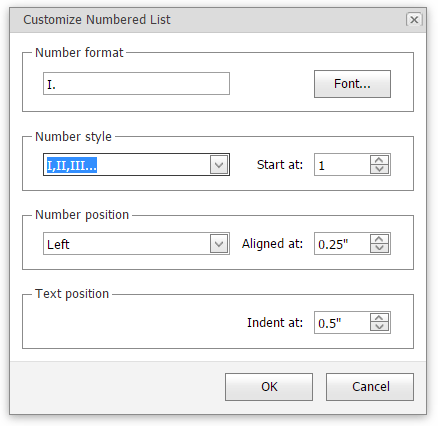 Customize Numbered List
Number format
I.
Font...
Number style
I,II,III...
Start at:
1
Number position
Left
Aligned at:
0.25"
Text position
Indent at:
0.5"
OK
Cancel